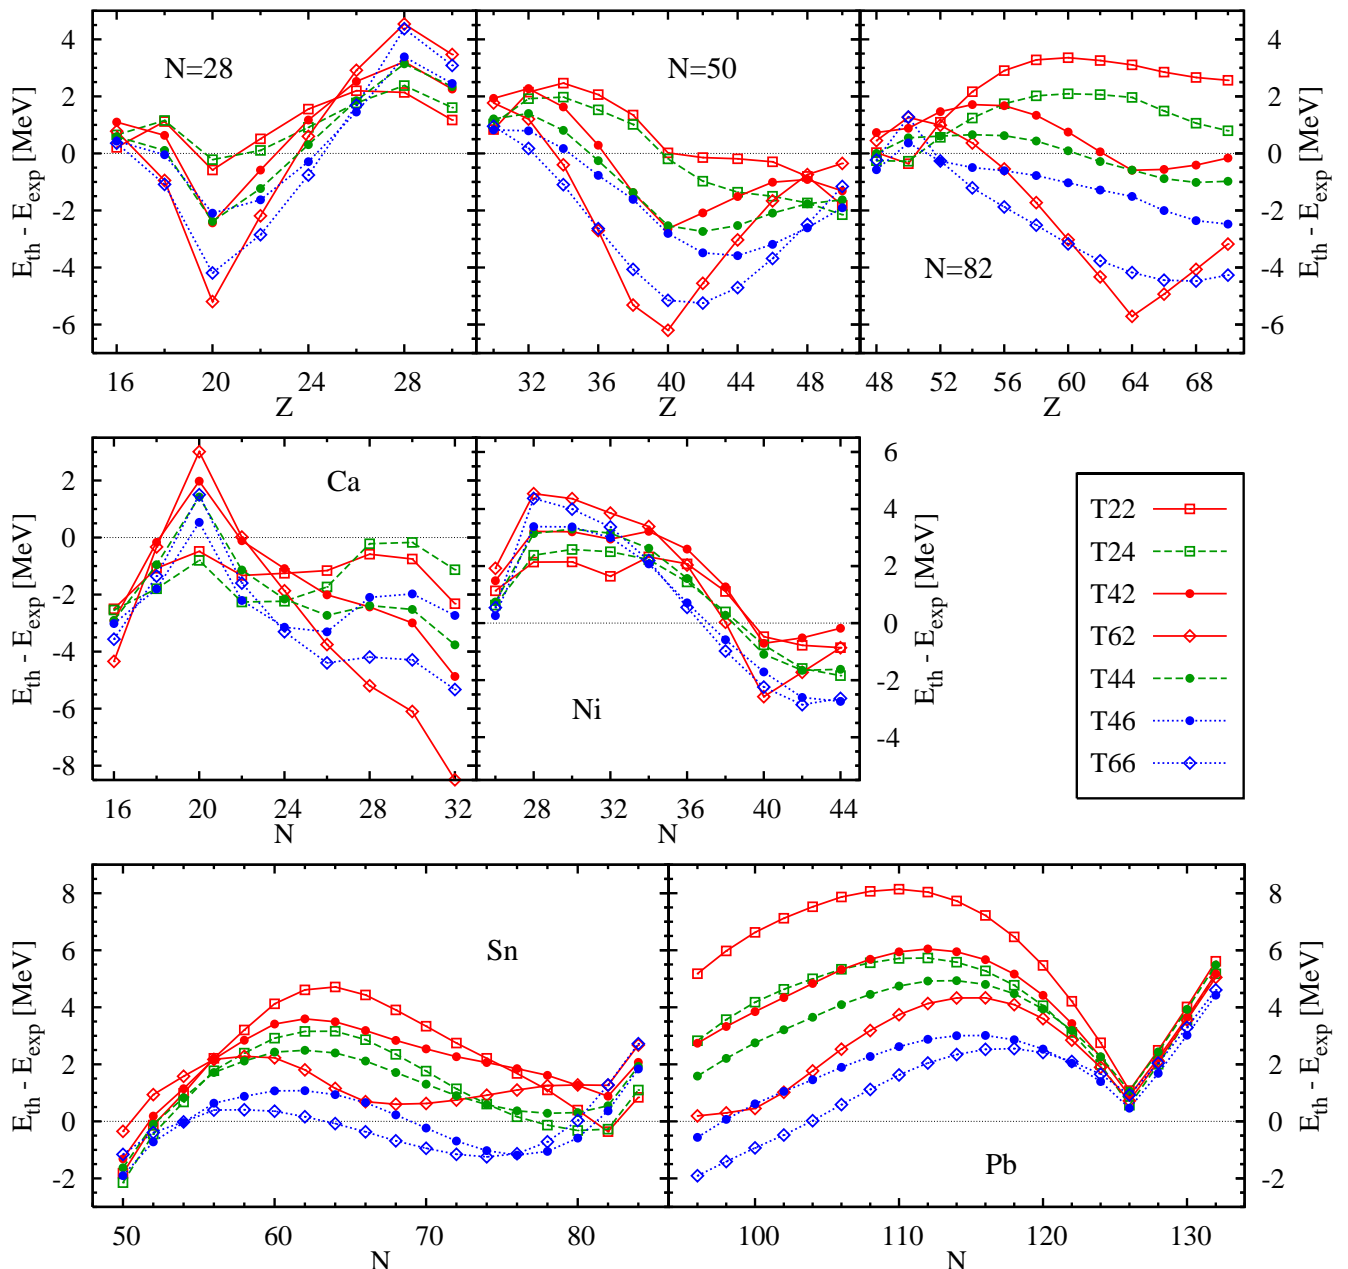 4
2
0
-2
-4
-6
E_th - E_exp [MeV]
N=28
N=50
N=82
4
2
0
-2
-4
-6
E_th - E_exp [MeV]
16 20 24 28
32 36 40 44 48
48 52 56 60 64 68
Z Z Z
2
0
-2
-4
-6
-8
E_th - E_exp [MeV]
Ca
Ni
6
4
2
0
-2
-4
E_th - E_exp [MeV]
16 20 24 28 32
28 32 36 40 44
N N
T22
T24
T42
T62
T44
T46
T66
8
6
4
2
0
-2
E_th - E_exp [MeV]
Sn
Pb
8
6
4
2
0
-2
E_th - E_exp [MeV]
50 60 70 80
100 110 120 130
N N